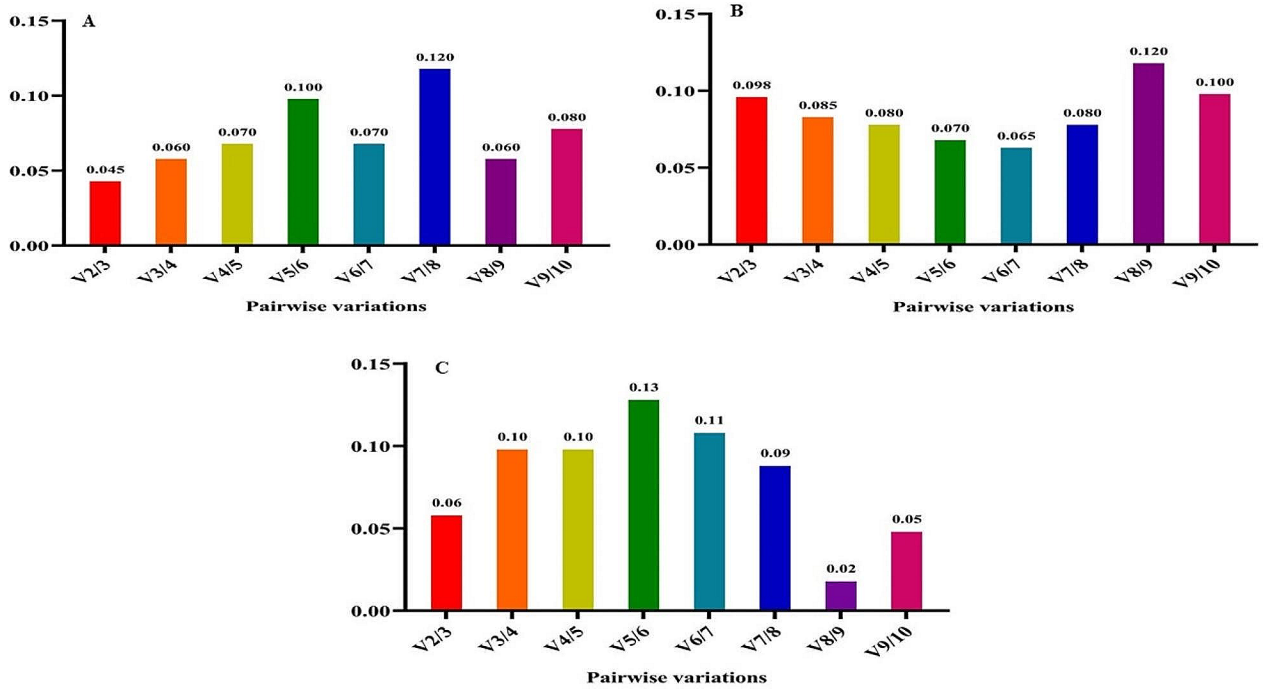 A
0.15
0.10
0.05
0.00
0.045
0.060
0.070
0.100
0.070
0.120
0.060
0.080
V2/3
V3/4
V4/5
V5/6
V6/7
V7/8
V8/9
V9/10
Pairwise variations
B
0.15
0.10
0.05
0.00
0.098
0.085
0.080
0.070
0.065
0.080
0.120
0.100
V2/3
V3/4
V4/5
V5/6
V6/7
V7/8
V8/9
V9/10
Pairwise variations
C
0.15
0.10
0.05
0.00
0.06
0.10
0.10
0.13
0.11
0.09
0.02
0.05
V2/3
V3/4
V4/5
V5/6
V6/7
V7/8
V8/9
V9/10
Pairwise variations